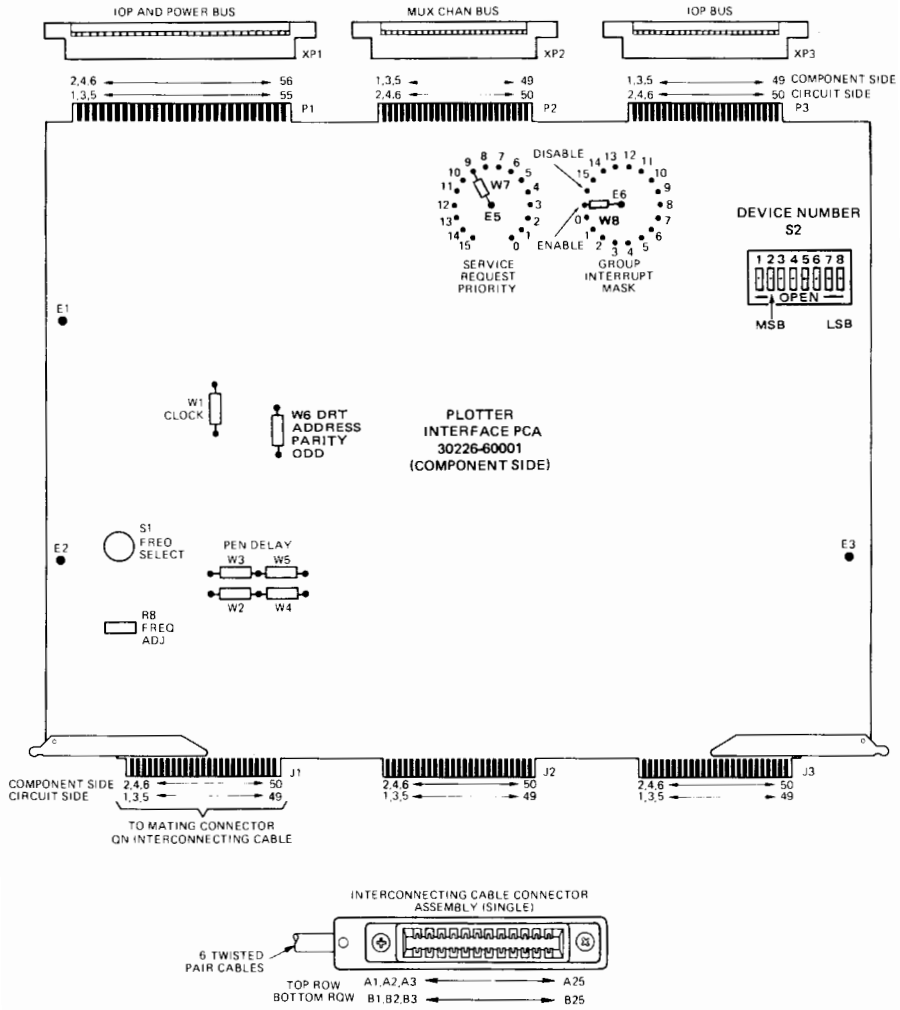 IOP AND POWER BUS
MUX CHAN BUS
IOP BUS
XP1
XP2
XP3
2,4,6 56
1,3,5 49
1,3,5 49 COMPONENT SIDE
1,3,5 55
2,4,6 50
2,4,6 50 CIRCUIT SIDE
P1
P2
P3
DISABLE
0 1 2 3 4 5 6 7 8 9 10 11 12 13 14 15
W7
E5
SERVICE
REQUEST
PRIORITY
0 1 2 3 4 5 6 7 8 9 10 11 12 13 14 15
E6
W8
ENABLE
GROUP
INTERRUPT
MASK
DEVICE NUMBER
S2
1 2 3 4 5 6 7 8
OPEN
MSB LSB
E1
W1
CLOCK
W6 DRT
ADDRESS
PARITY
ODD
PLOTTER
INTERFACE PCA
30226-60001
(COMPONENT SIDE)
E2
S1
FREQ
SELECT
PEN DELAY
W3 W5
W2 W4
E3
R8
FREQ
ADJ
J1
J2
J3
COMPONENT SIDE 2,4,6 50
2,4,6 50
2,4,6 50
CIRCUIT SIDE 1,3,5 49
1,3,5 49
1,3,5 49
TO MATING CONNECTOR
ON INTERCONNECTING CABLE
INTERCONNECTING CABLE CONNECTOR
ASSEMBLY (SINGLE)
6 TWISTED
PAIR CABLES
TOP ROW A1,A2,A3 A25
BOTTOM ROW B1,B2,B3 B25